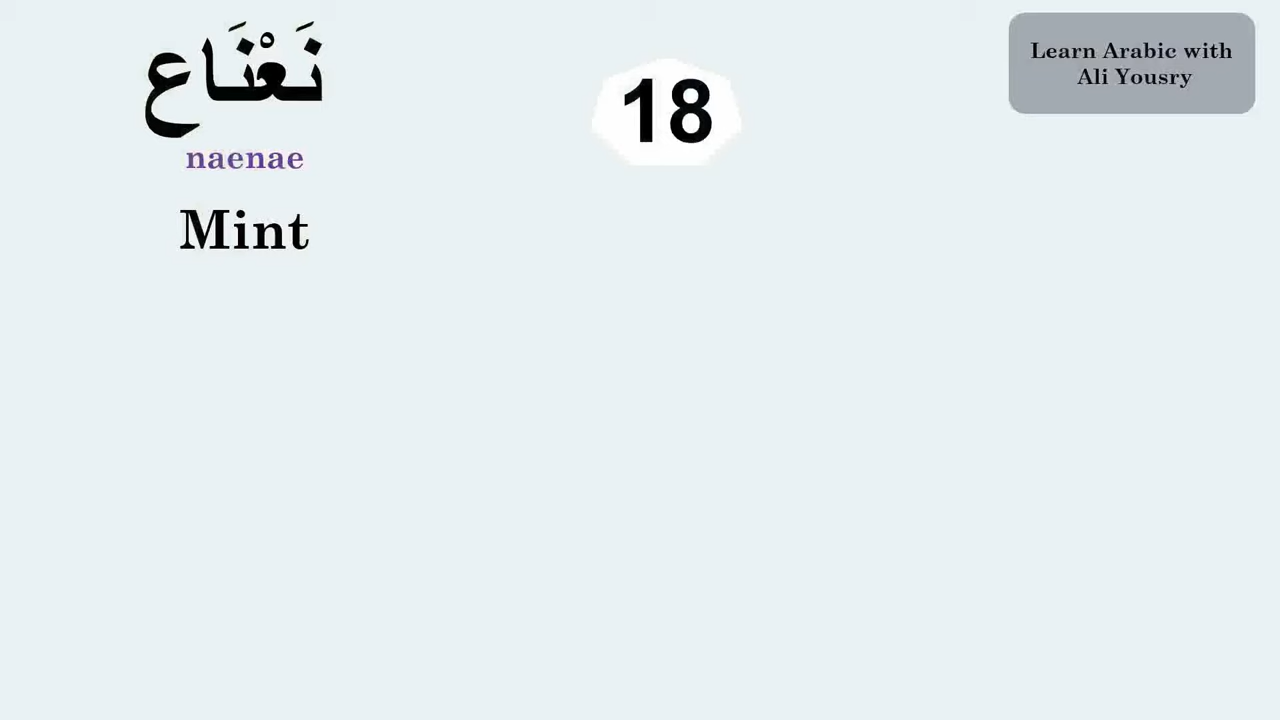 نَعْنَاع
naenae
Mint
18
Learn Arabic with
Ali Yousry